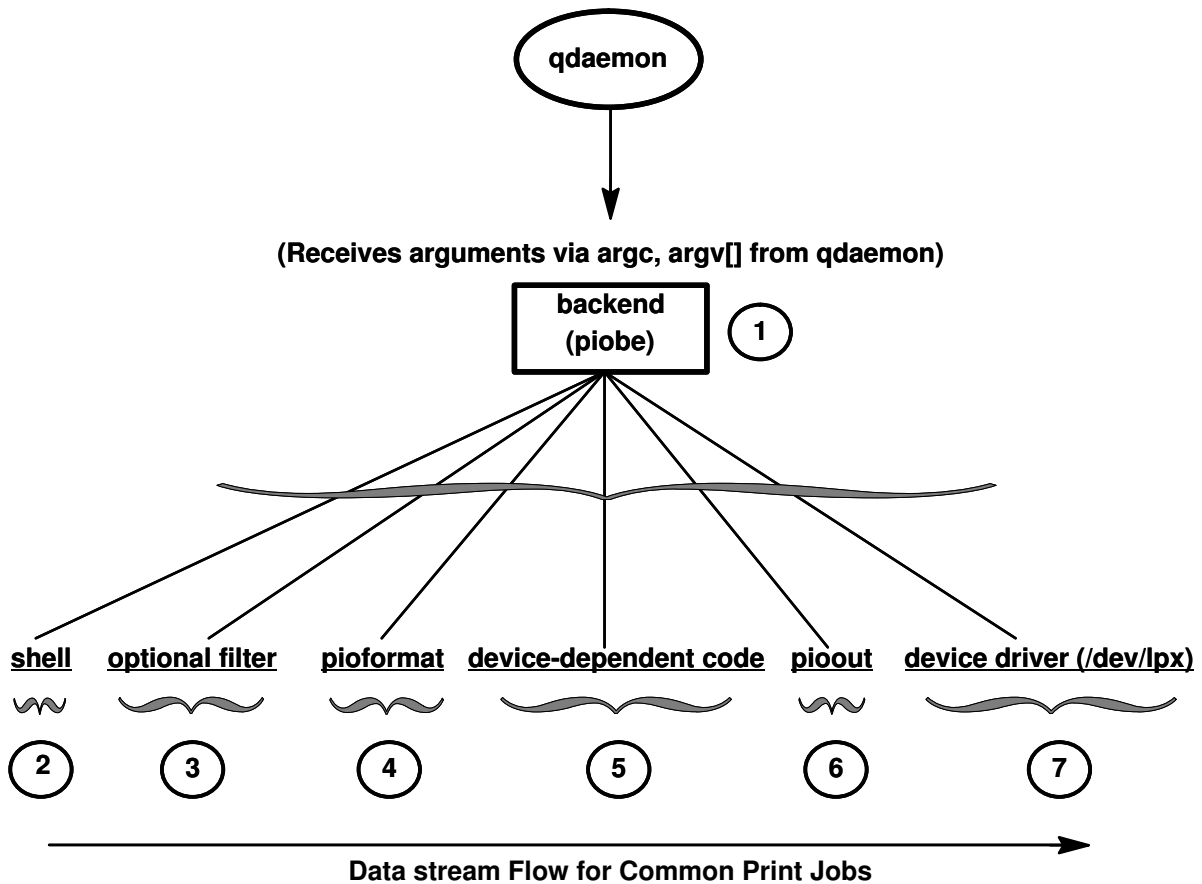 qdaemon
(Receives arguments via argc, argv[] from qdaemon)
backend
(piobe)
1
shell optional filter pioformat device-dependent code pioout device driver (/dev/lpx)
2 3 4 5 6 7
Data stream Flow for Common Print Jobs